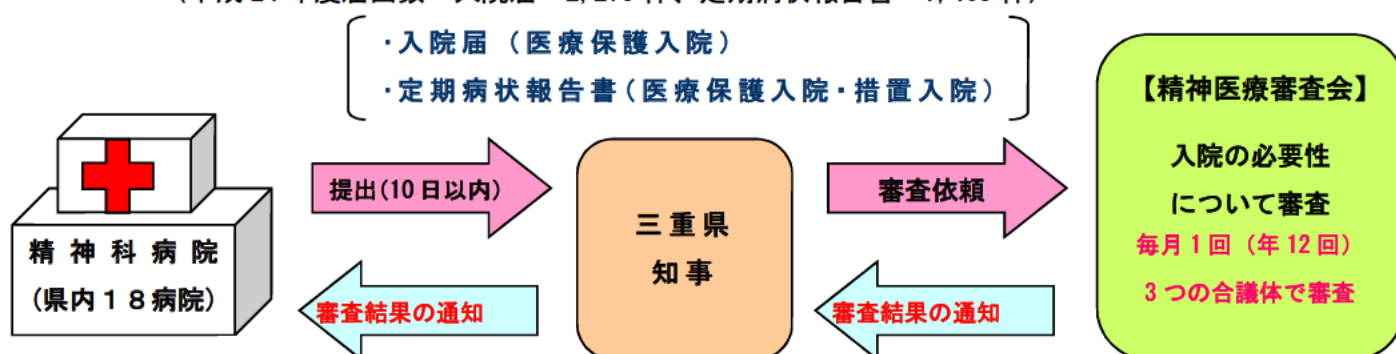 ・入院届（医療保護入院）
・定期病状報告書（医療保護入院・措置入院）
【精神医療審査会】
入院の必要性
について審査
毎月1回（年12回）
3つの合議体で審査
提出(10日以内)
審査依頼
三重県
知事
精神科病院
(県内18病院)
審査結果の通知
審査結果の通知